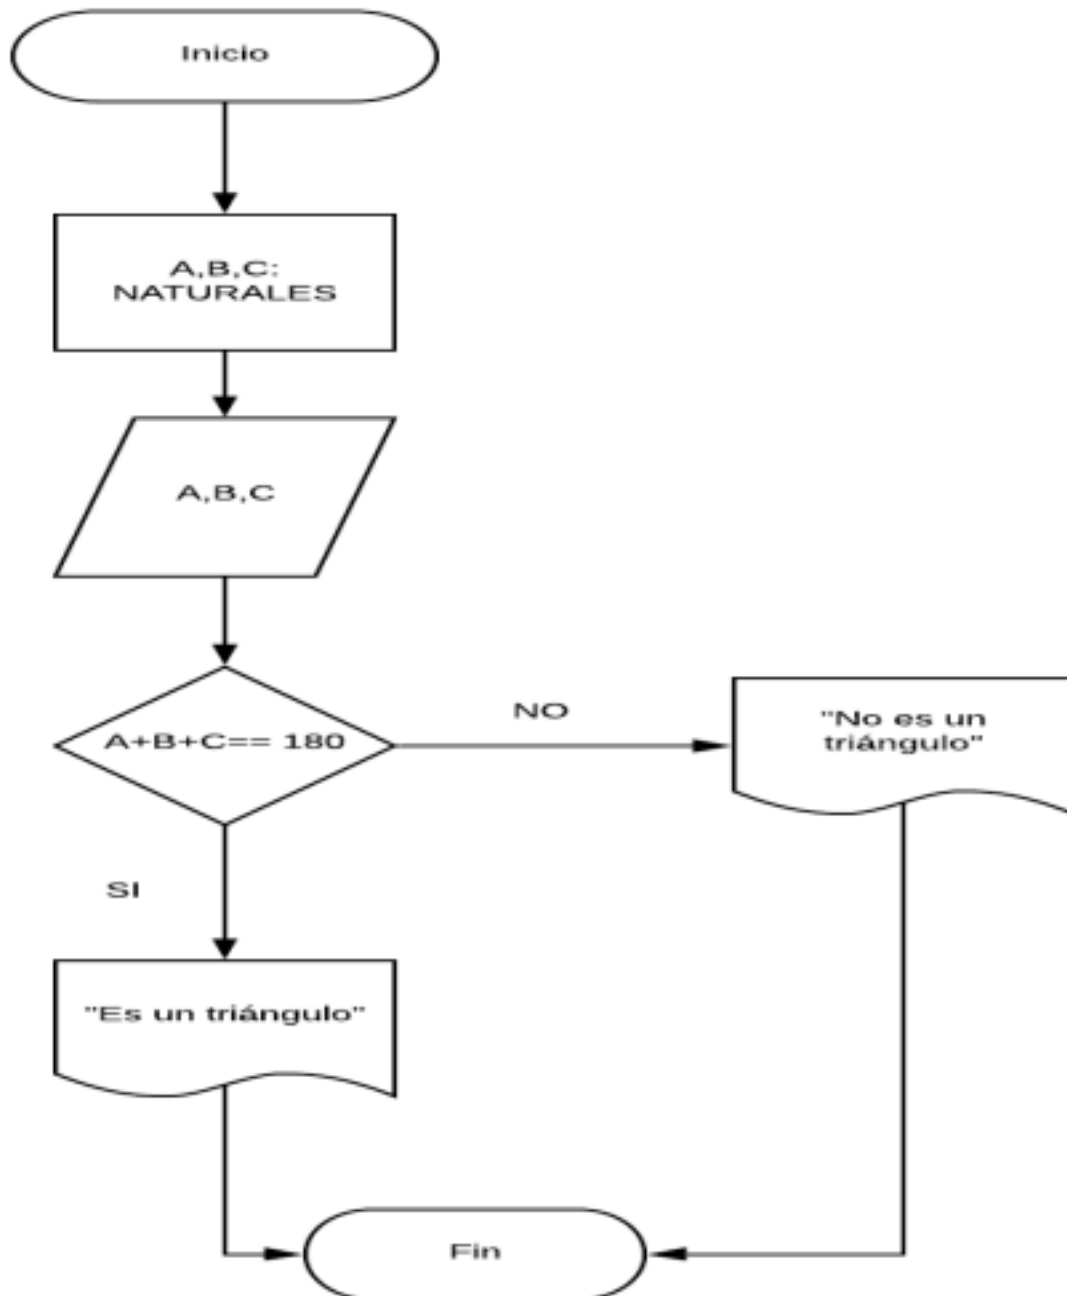 Inicio
A,B,C:
NATURALES
A,B,C
A+B+C== 180
NO
"No es un
triángulo"
SI
"Es un triángulo"
Fin